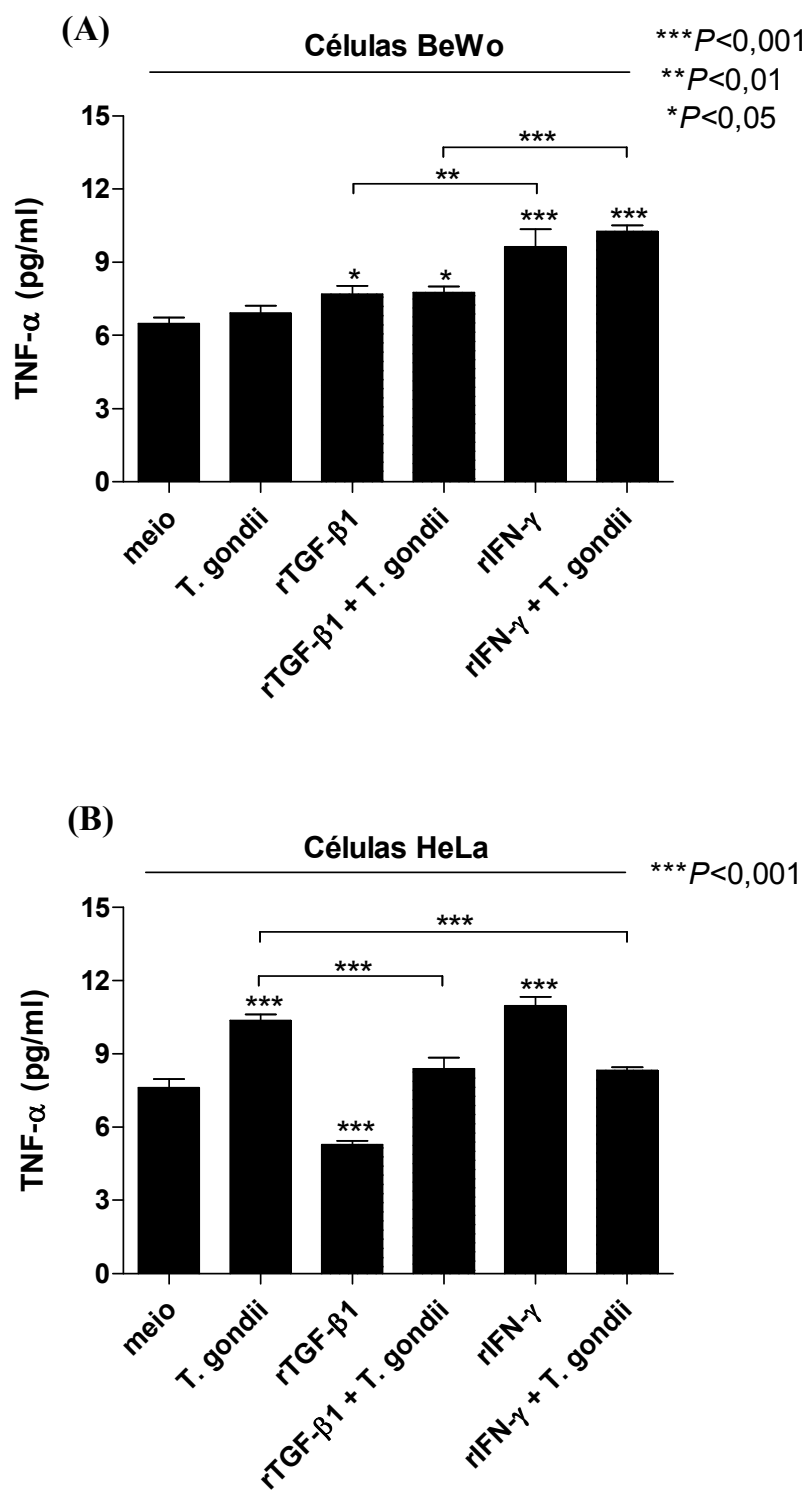 (A)
Células BeWo
***P<0,001
**P<0,01
*P<0,05
TNF-α (pg/ml)
15
12
9
6
3
0
***
**
*
*
***
***
meio
T. gondii
rTGF-β1
rTGF-β1 + T. gondii
rIFN-γ
rIFN-γ + T. gondii
(B)
Células HeLa
***P<0,001
TNF-α (pg/ml)
15
12
9
6
3
0
***
***
***
***
***
meio
T. gondii
rTGF-β1
rTGF-β1 + T. gondii
rIFN-γ
rIFN-γ + T. gondii